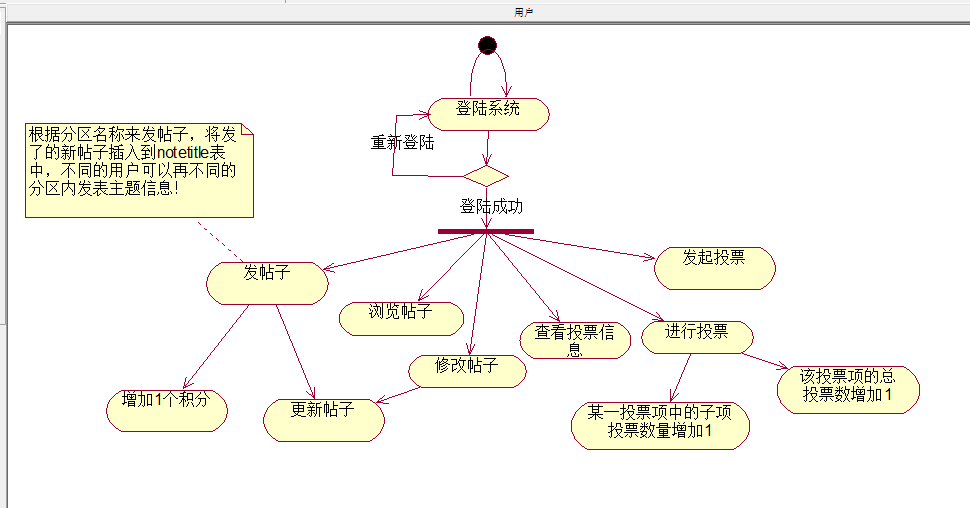 用户
登陆系统
根据分区名称来发帖子，将发
了的新帖子插入到notetitle表
中，不同的用户可以再不同的
分区内发表主题信息！
重新登陆
登陆成功
发起投票
发帖子
浏览帖子
查看投票信
息
进行投票
修改帖子
增加1个积分
更新帖子
某一投票项中的子项
投票数量增加1
该投票项的总
投票数增加1